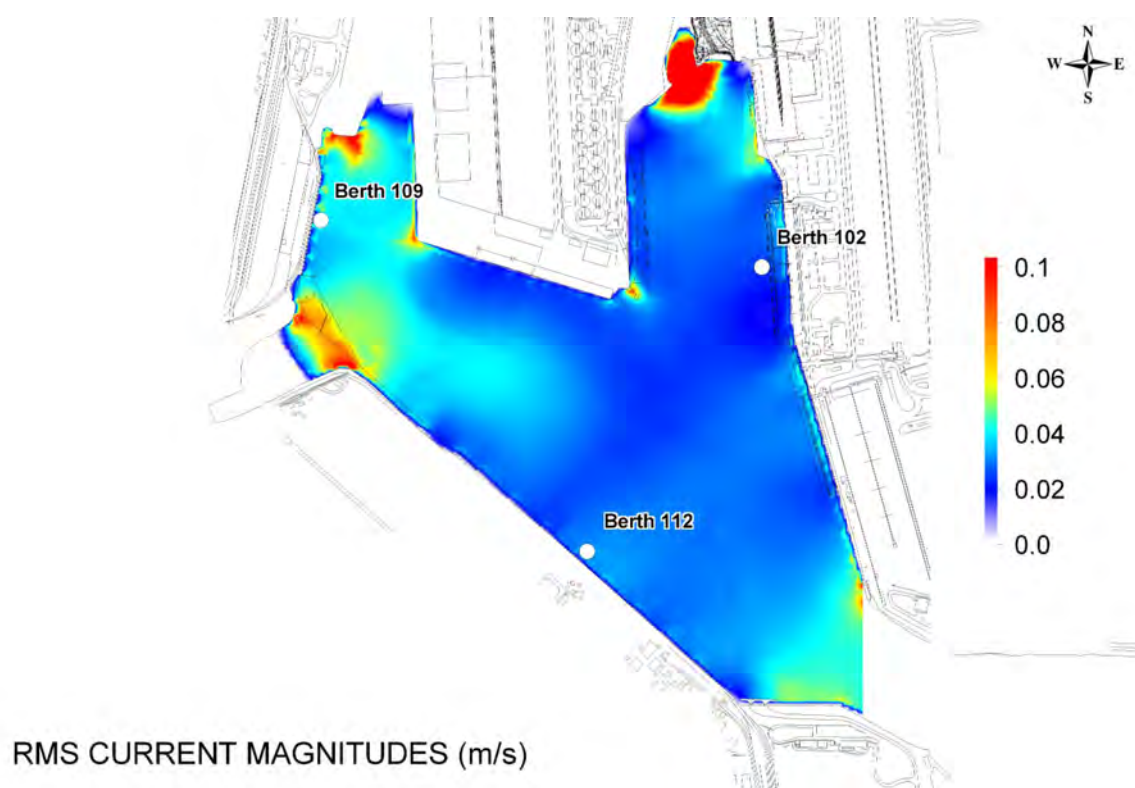 N
W E
S
Berth 109
Berth 102
0.1
0.08
0.06
0.04
0.02
0.0
Berth 112
RMS CURRENT MAGNITUDES (m/s)